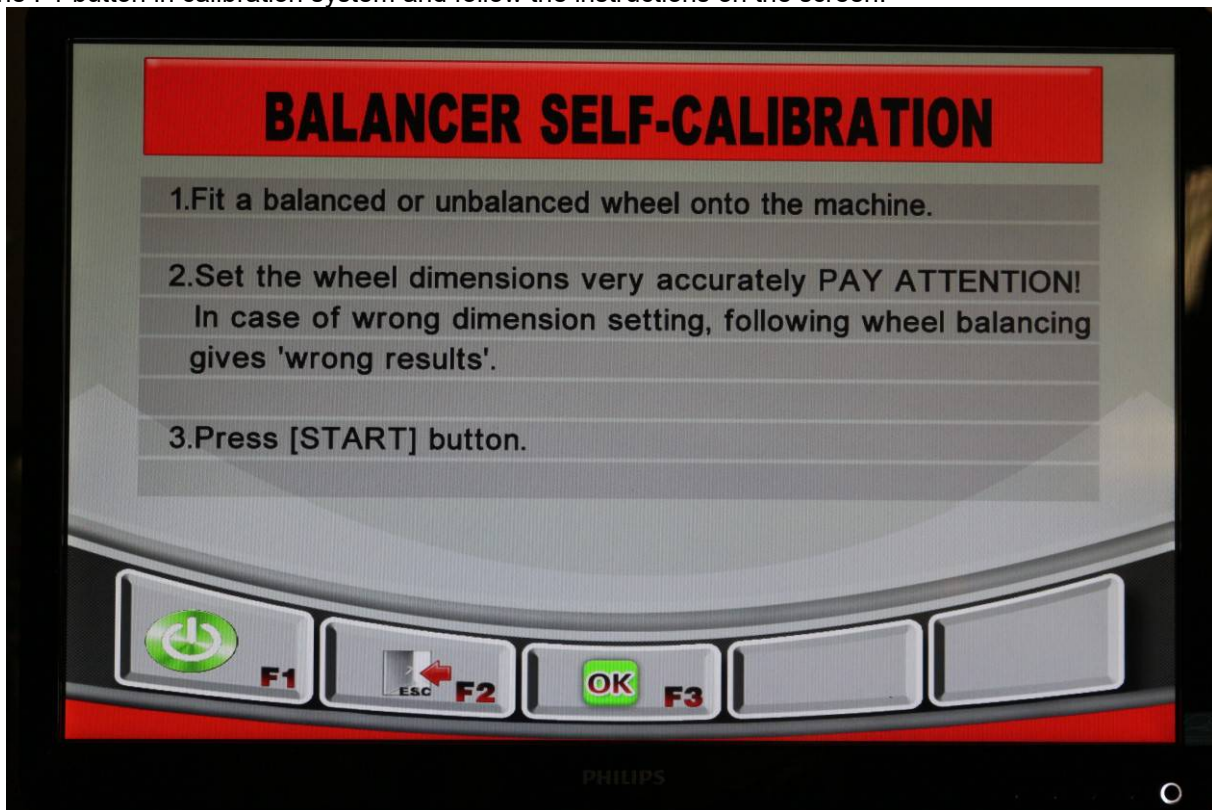 button in calibration system and follow the instructions on the screen.
BALANCER SELF-CALIBRATION
1.Fit a balanced or unbalanced wheel onto the machine.
2.Set the wheel dimensions very accurately PAY ATTENTION!
In case of wrong dimension setting, following wheel balancing
gives 'wrong results'.
3.Press [START] button.
F1
ESC F2
OK F3
PHILIPS